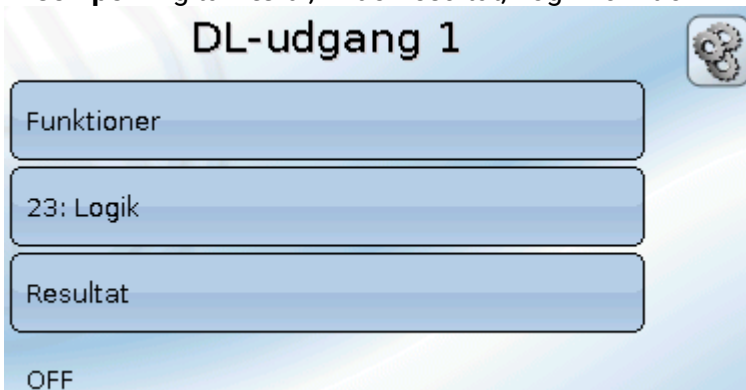 DL-udgang 1
Funktioner
23: Logik
Resultat
OFF